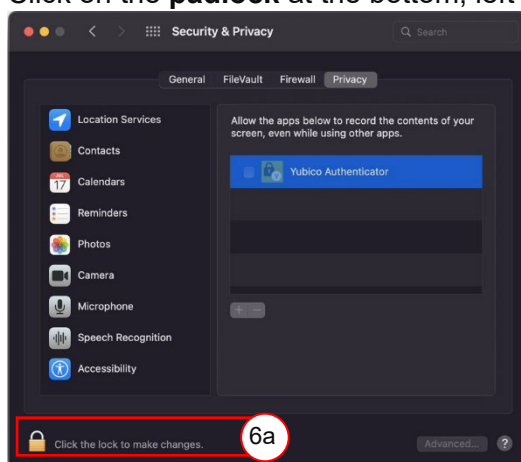 Click on the padlock at the bottom, left
Security & Privacy
Search
General FileVault Firewall Privacy
Location Services
Contacts
17
Calendars
Reminders
Photos
Camera
Microphone
Speech Recognition
Accessibility
Allow the apps below to record the contents of your
screen, even while using other apps.
Yubico Authenticator
+ −
Click the lock to make changes.
6a
Advanced...
?